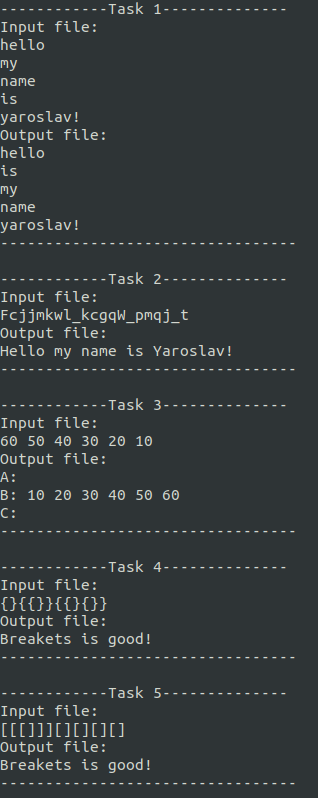 ------------Task 1--------------
Input file:
hello
my
name
is
yaroslav!
Output file:
hello
is
my
name
yaroslav!
---------------------------------
------------Task 2--------------
Input file:
Fcjjmkwl_kcgqW_pmqj_t
Output file:
Hello my name is Yaroslav!
---------------------------------
------------Task 3--------------
Input file:
60 50 40 30 20 10
Output file:
A:
B: 10 20 30 40 50 60
C:
---------------------------------
------------Task 4--------------
Input file:
{}{{}}{{}{}}
Output file:
Breakets is good!
---------------------------------
------------Task 5--------------
Input file:
[[[]]][][][][]
Output file:
Breakets is good!
---------------------------------